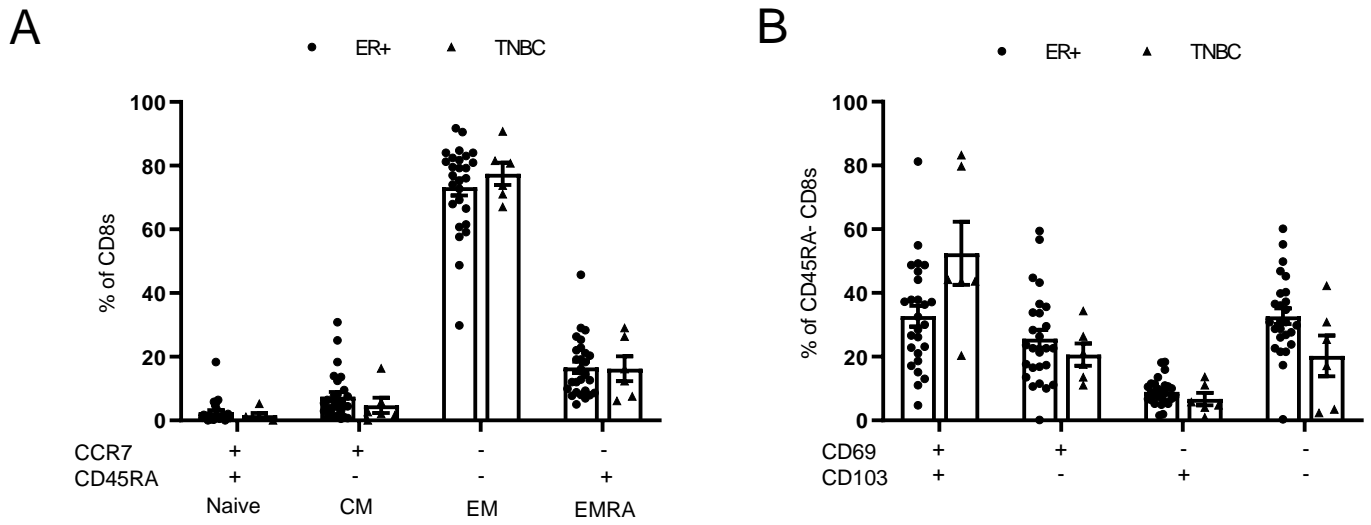 A
ER+ TNBC
% of CD8s
100
80
60
40
20
0
CCR7 + + - -
CD45RA + - - +
Naive CM EM EMRA
B
ER+ TNBC
% of CD45RA- CD8s
100
80
60
40
20
0
CD69 + + - -
CD103 + - + -